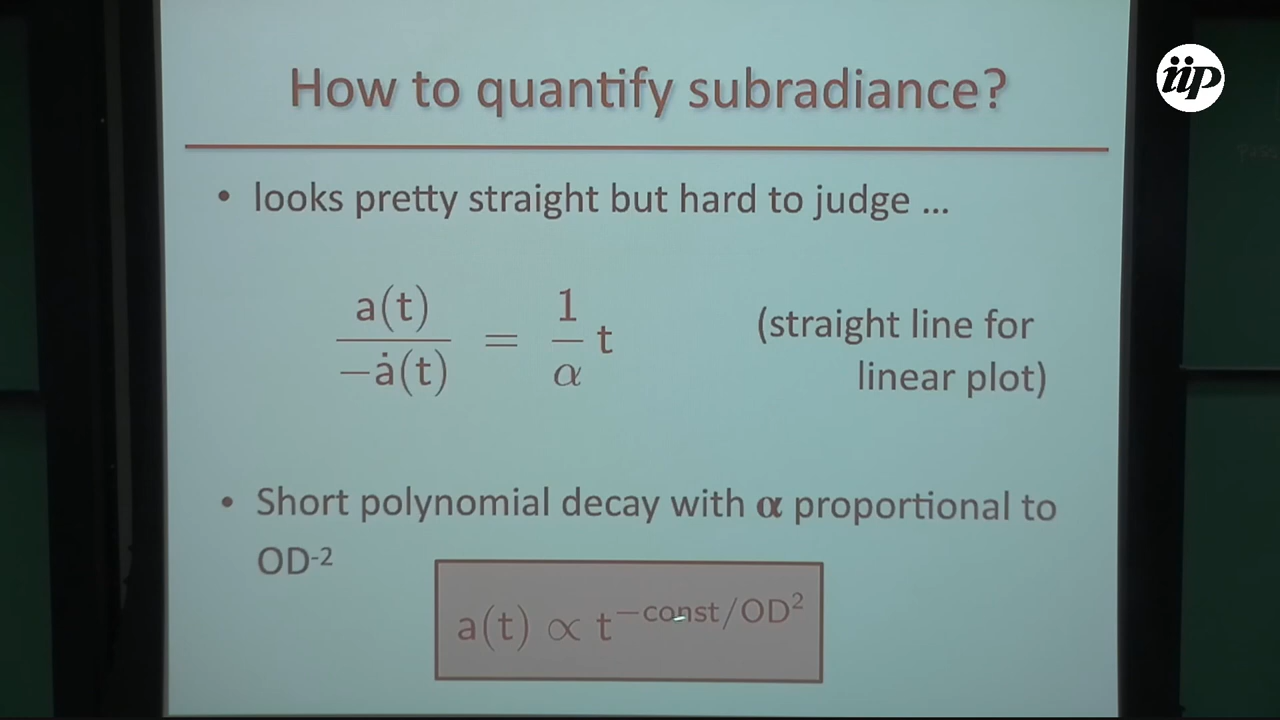 How to quantify subradiance?
iip
• looks pretty straight but hard to judge ...
a(t) / −ȧ(t) = 1/α t
(straight line for
linear plot)
• Short polynomial decay with α proportional to
OD⁻²
a(t) ∝ t^−const/OD²